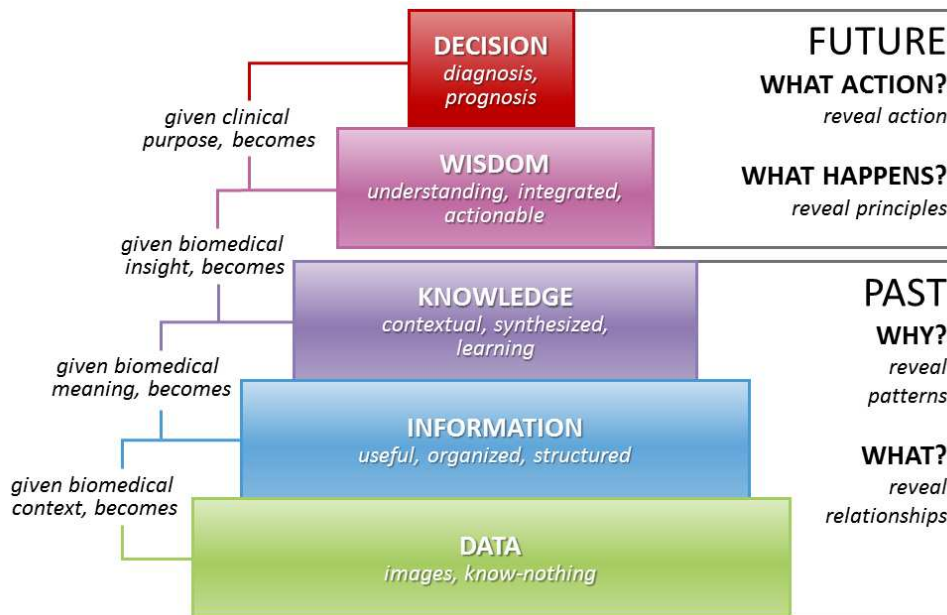 DECISION
diagnosis,
prognosis
FUTURE
WHAT ACTION?
reveal action
given clinical
purpose, becomes
WISDOM
understanding, integrated,
actionable
WHAT HAPPENS?
reveal principles
given biomedical
insight, becomes
KNOWLEDGE
contextual, synthesized,
learning
PAST
WHY?
reveal
patterns
given biomedical
meaning, becomes
INFORMATION
useful, organized, structured
WHAT?
reveal
relationships
given biomedical
context, becomes
DATA
images, know-nothing